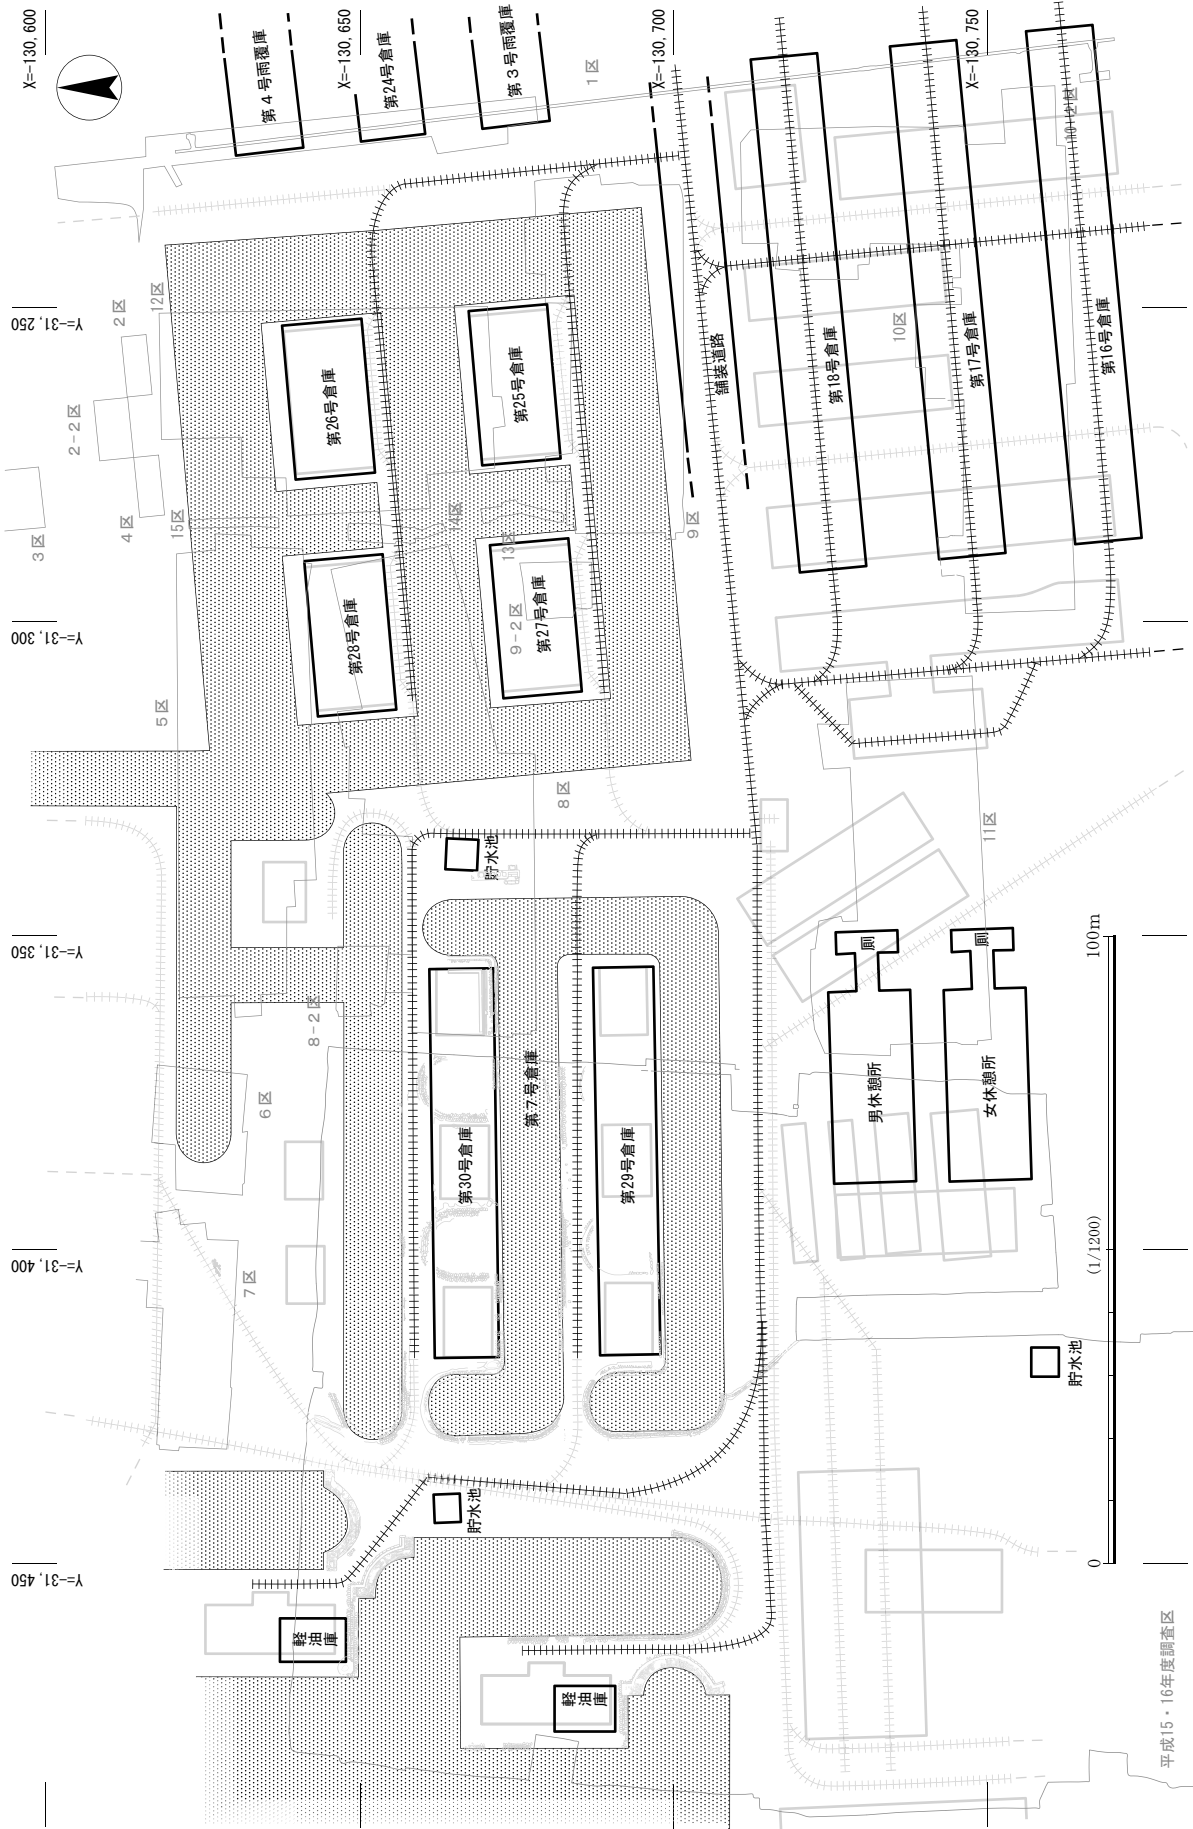 X=-130,600
X=-130,650
X=-130,700
X=-130,750
Y=-31,250
Y=-31,300
Y=-31,350
Y=-31,400
Y=-31,450
第4号雨覆庫
第24号倉庫
第3号雨覆庫
1区
2区
12区
2-2区
3区
4区
15区
5区
第26号倉庫
第25号倉庫
14区
13区
9区
9-2区
第28号倉庫
第27号倉庫
舗装道路
第18号倉庫
10区
第17号倉庫
第16号倉庫
10-2区
8区
貯水池
8-2区
11区
6区
7区
第7号倉庫
第30号倉庫
第29号倉庫
厠
厠
男休憩所
女休憩所
貯水池
貯水池
軽油庫
軽油庫
0
(1/1200)
100m
平成15・16年度調査区